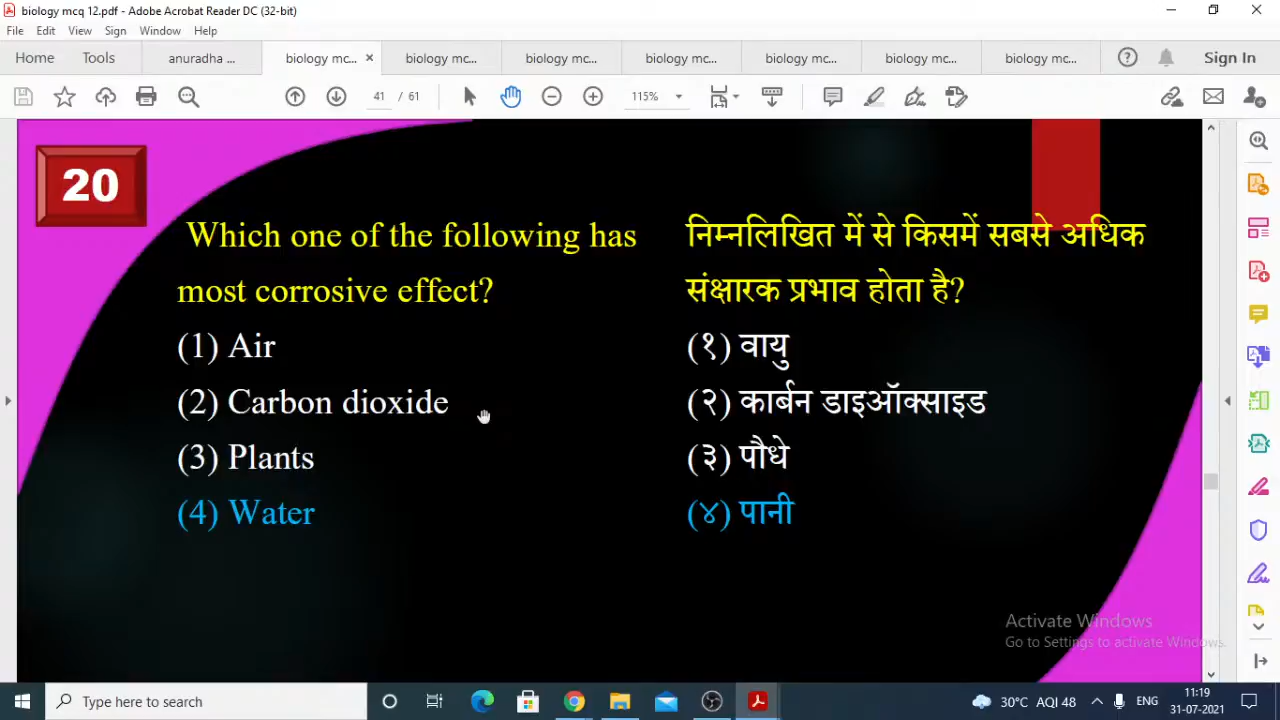 biology mcq 12.pdf - Adobe Acrobat Reader DC (32-bit)
File Edit View Sign Window Help
Home Tools anuradha ... biology mc... × biology mc... biology mc... biology mc... biology mc... biology mc... biology mc... Sign In
41 / 61 115%
20
Which one of the following has
most corrosive effect?
(1) Air
(2) Carbon dioxide
(3) Plants
(4) Water
निम्नलिखित में से किसमें सबसे अधिक
संक्षारक प्रभाव होता है?
(१) वायु
(२) कार्बन डाइऑक्साइड
(३) पौधे
(४) पानी
Activate Windows
Go to Settings to activate Windows.
Type here to search
30°C AQI 48 ENG 11:19
31-07-2021